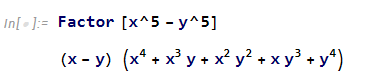 In[•]:= Factor [x^5 - y^5]
(x - y) (x⁴ + x³ y + x² y² + x y³ + y⁴)